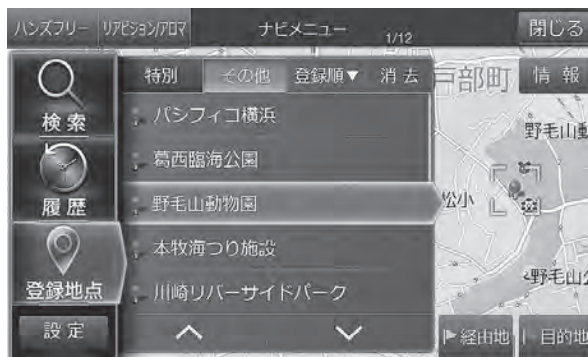 ハンズフリー
リアビジョン/アロマ
ナビメニュー
1/12
閉じる
検索
履歴
登録地点
設定
特別
その他
登録順▼
消去
パシフィコ横浜
葛西臨海公園
野毛山動物園
本牧海づり施設
川崎リバーサイドパーク
戸部町
情報
野毛山動
松小
野毛山公
経由地
目的地